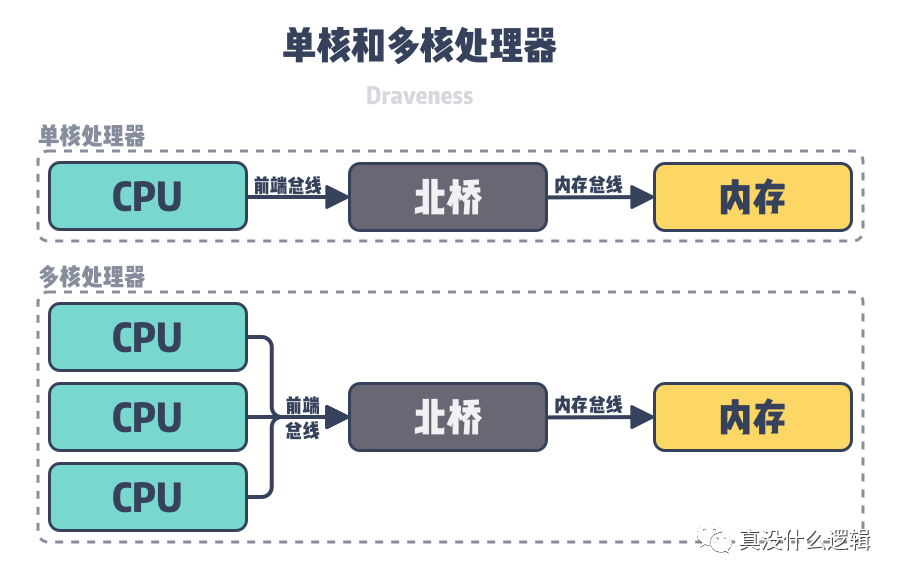 单核和多核处理器
Draveness
单核处理器
CPU
前端总线
北桥
内存总线
内存
多核处理器
CPU
CPU
CPU
前端
总线
北桥
内存总线
内存
真没什么逻辑